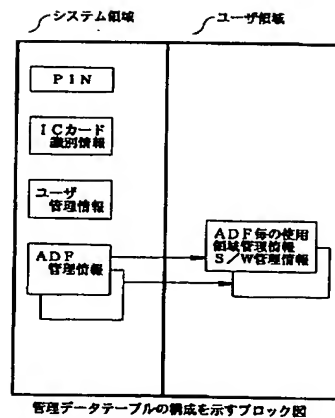 システム領域
ユーザ領域
PIN
ICカード
識別情報
ユーザ
管理情報
ADF
管理情報
ADF毎の使用
領域管理情報
S/W管理情報
管理データテーブルの構成を示すブロック図